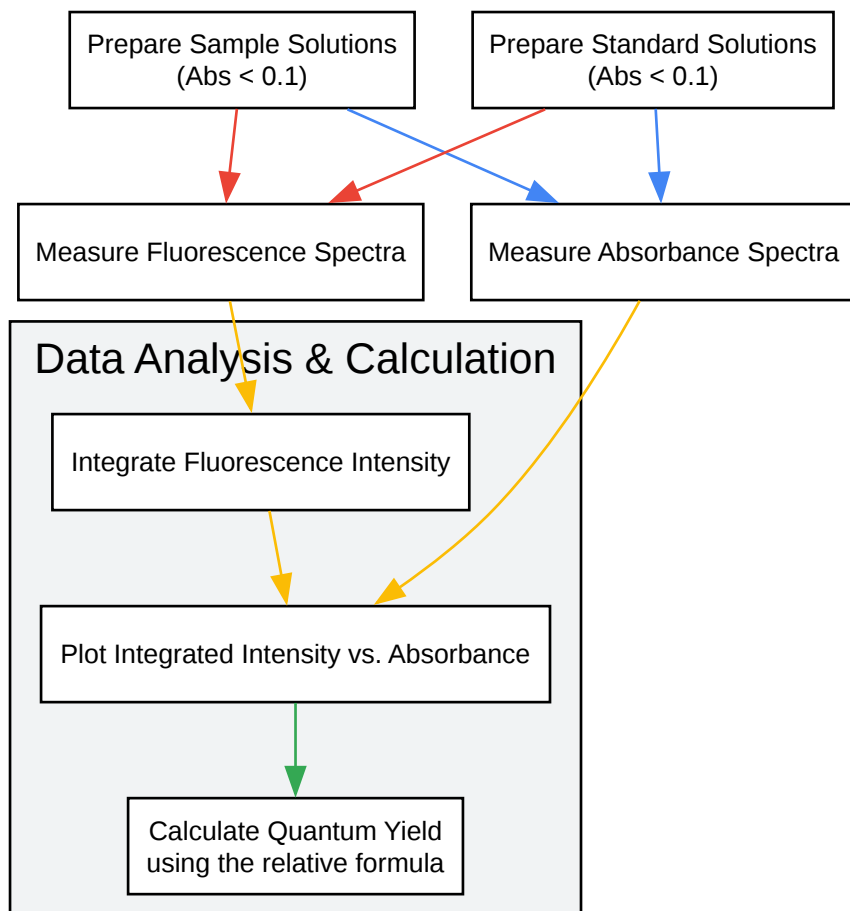 Prepare Sample Solutions
(Abs < 0.1)
Prepare Standard Solutions
(Abs < 0.1)
Measure Fluorescence Spectra
Measure Absorbance Spectra
Data Analysis & Calculation
Integrate Fluorescence Intensity
Plot Integrated Intensity vs. Absorbance
Calculate Quantum Yield
using the relative formula